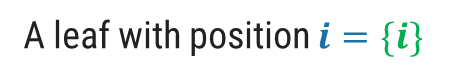 A leaf with position i = {i}